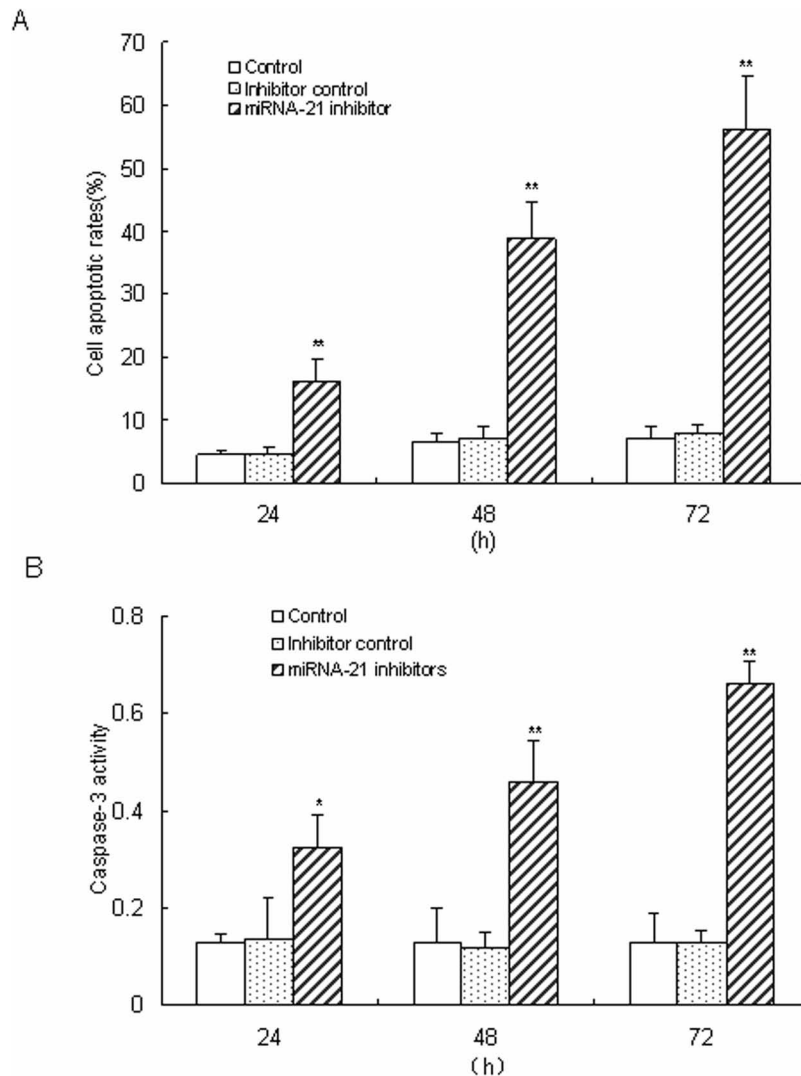 A
70
60
50
40
30
20
10
0
Cell apoptotic rates(%)
Control
Inhibitor control
miRNA-21 inhibitor
**
**
**
24 48 72
(h)
B
0.8
0.6
0.4
0.2
0
Caspase-3 activity
Control
Inhibitor control
miRNA-21 inhibitors
*
**
**
24 48 72
(h)